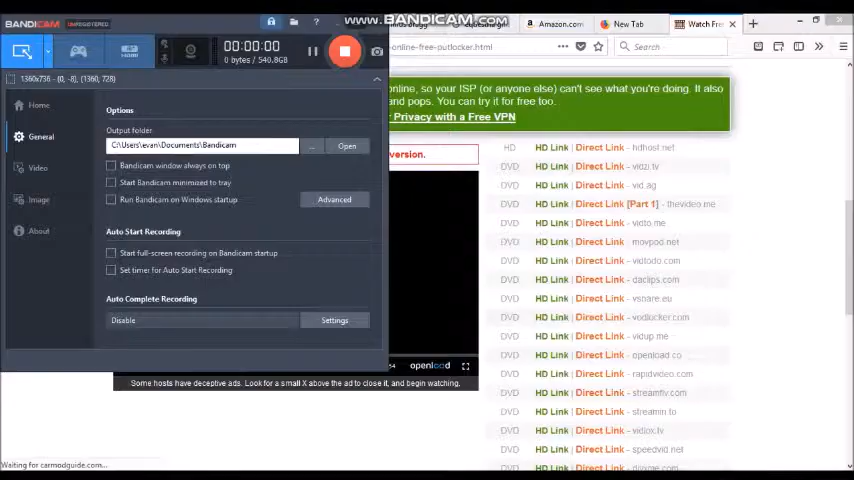 BANDICAM UNREGISTERED
www.BANDICAM.com
Amazon.com
New Tab
Watch Fre
HD
00:00:00
0 bytes / 540.8GB
online-free-outlocker.html
Search
1360x736 - (0, -8), (1360, 728)
Home
General
Video
Image
About
Options
Output folder
C:\Users\evan\Documents\Bandicam
...
Open
Bandicam window always on top
Start Bandicam minimized to tray
Run Bandicam on Windows startup
Advanced
Auto Start Recording
Start full-screen recording on Bandicam startup
Set timer for Auto Start Recording
Auto Complete Recording
Disable
Settings
online, so your ISP (or anyone else) can't see what you're doing. It also
and pops. You can try it for free too.
r Privacy with a Free VPN
version.
HD HD Link | Direct Link - hdhost.net
DVD HD Link | Direct Link - vidzi.tv
DVD HD Link | Direct Link - vid.ag
DVD HD Link | Direct Link [Part 1] - thevideo.me
DVD HD Link | Direct Link - vidto.me
DVD HD Link | Direct Link - movpod.net
DVD HD Link | Direct Link - vidtodo.com
DVD HD Link | Direct Link - daclips.com
DVD HD Link | Direct Link - vshare.eu
DVD HD Link | Direct Link - vodlocker.com
DVD HD Link | Direct Link - vidup.me
DVD HD Link | Direct Link - openload.co
DVD HD Link | Direct Link - rapidvideo.com
DVD HD Link | Direct Link - streamflv.com
DVD HD Link | Direct Link - streamin.to
DVD HD Link | Direct Link - vidlox.tv
DVD HD Link | Direct Link - speedvid.net
DVD HD Link | Direct Link
openload
Some hosts have deceptive ads. Look for a small X above the ad to close it, and begin watching.
Waiting for carmodguide.com...